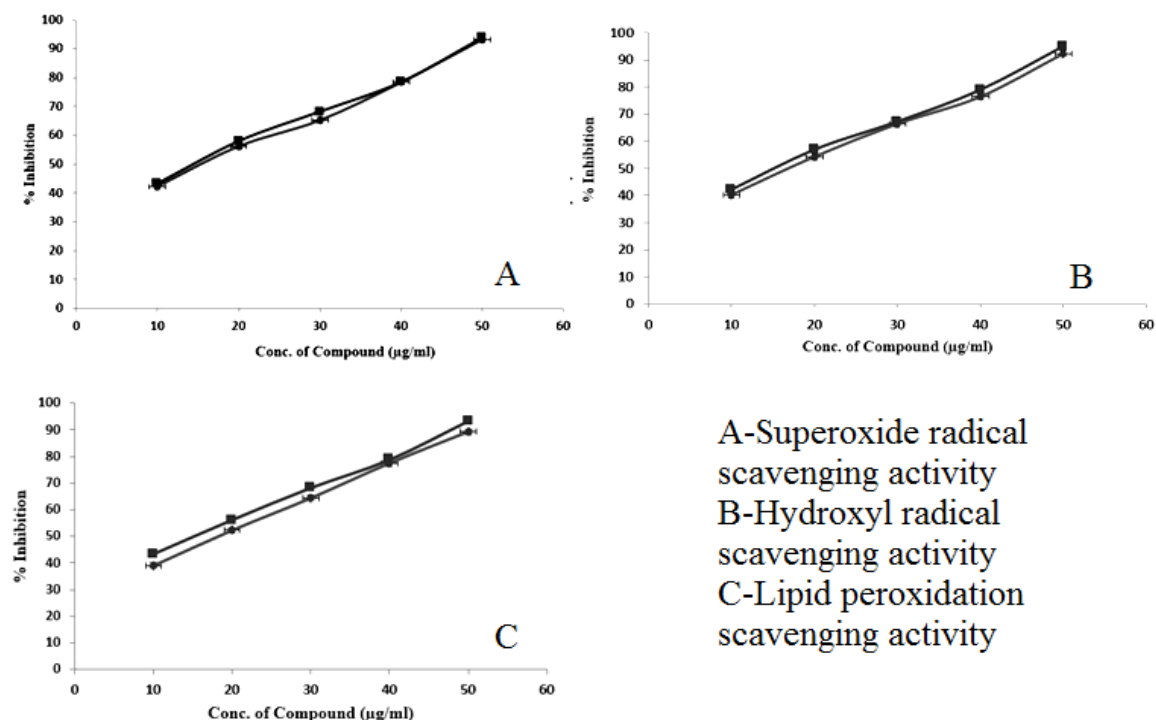 100
90
80
70
60
50
40
30
20
10
0
% Inhibition
A
0 10 20 30 40 50 60
Conc. of Compound (µg/ml)
100
90
80
70
60
50
40
30
20
10
0
% Inhibition
B
0 10 20 30 40 50 60
Conc. of Compound (µg/ml)
100
90
80
70
60
50
40
30
20
10
0
% Inhibition
C
0 10 20 30 40 50 60
Conc. of Compound (µg/ml)
A-Superoxide radical
scavenging activity
B-Hydroxyl radical
scavenging activity
C-Lipid peroxidation
scavenging activity